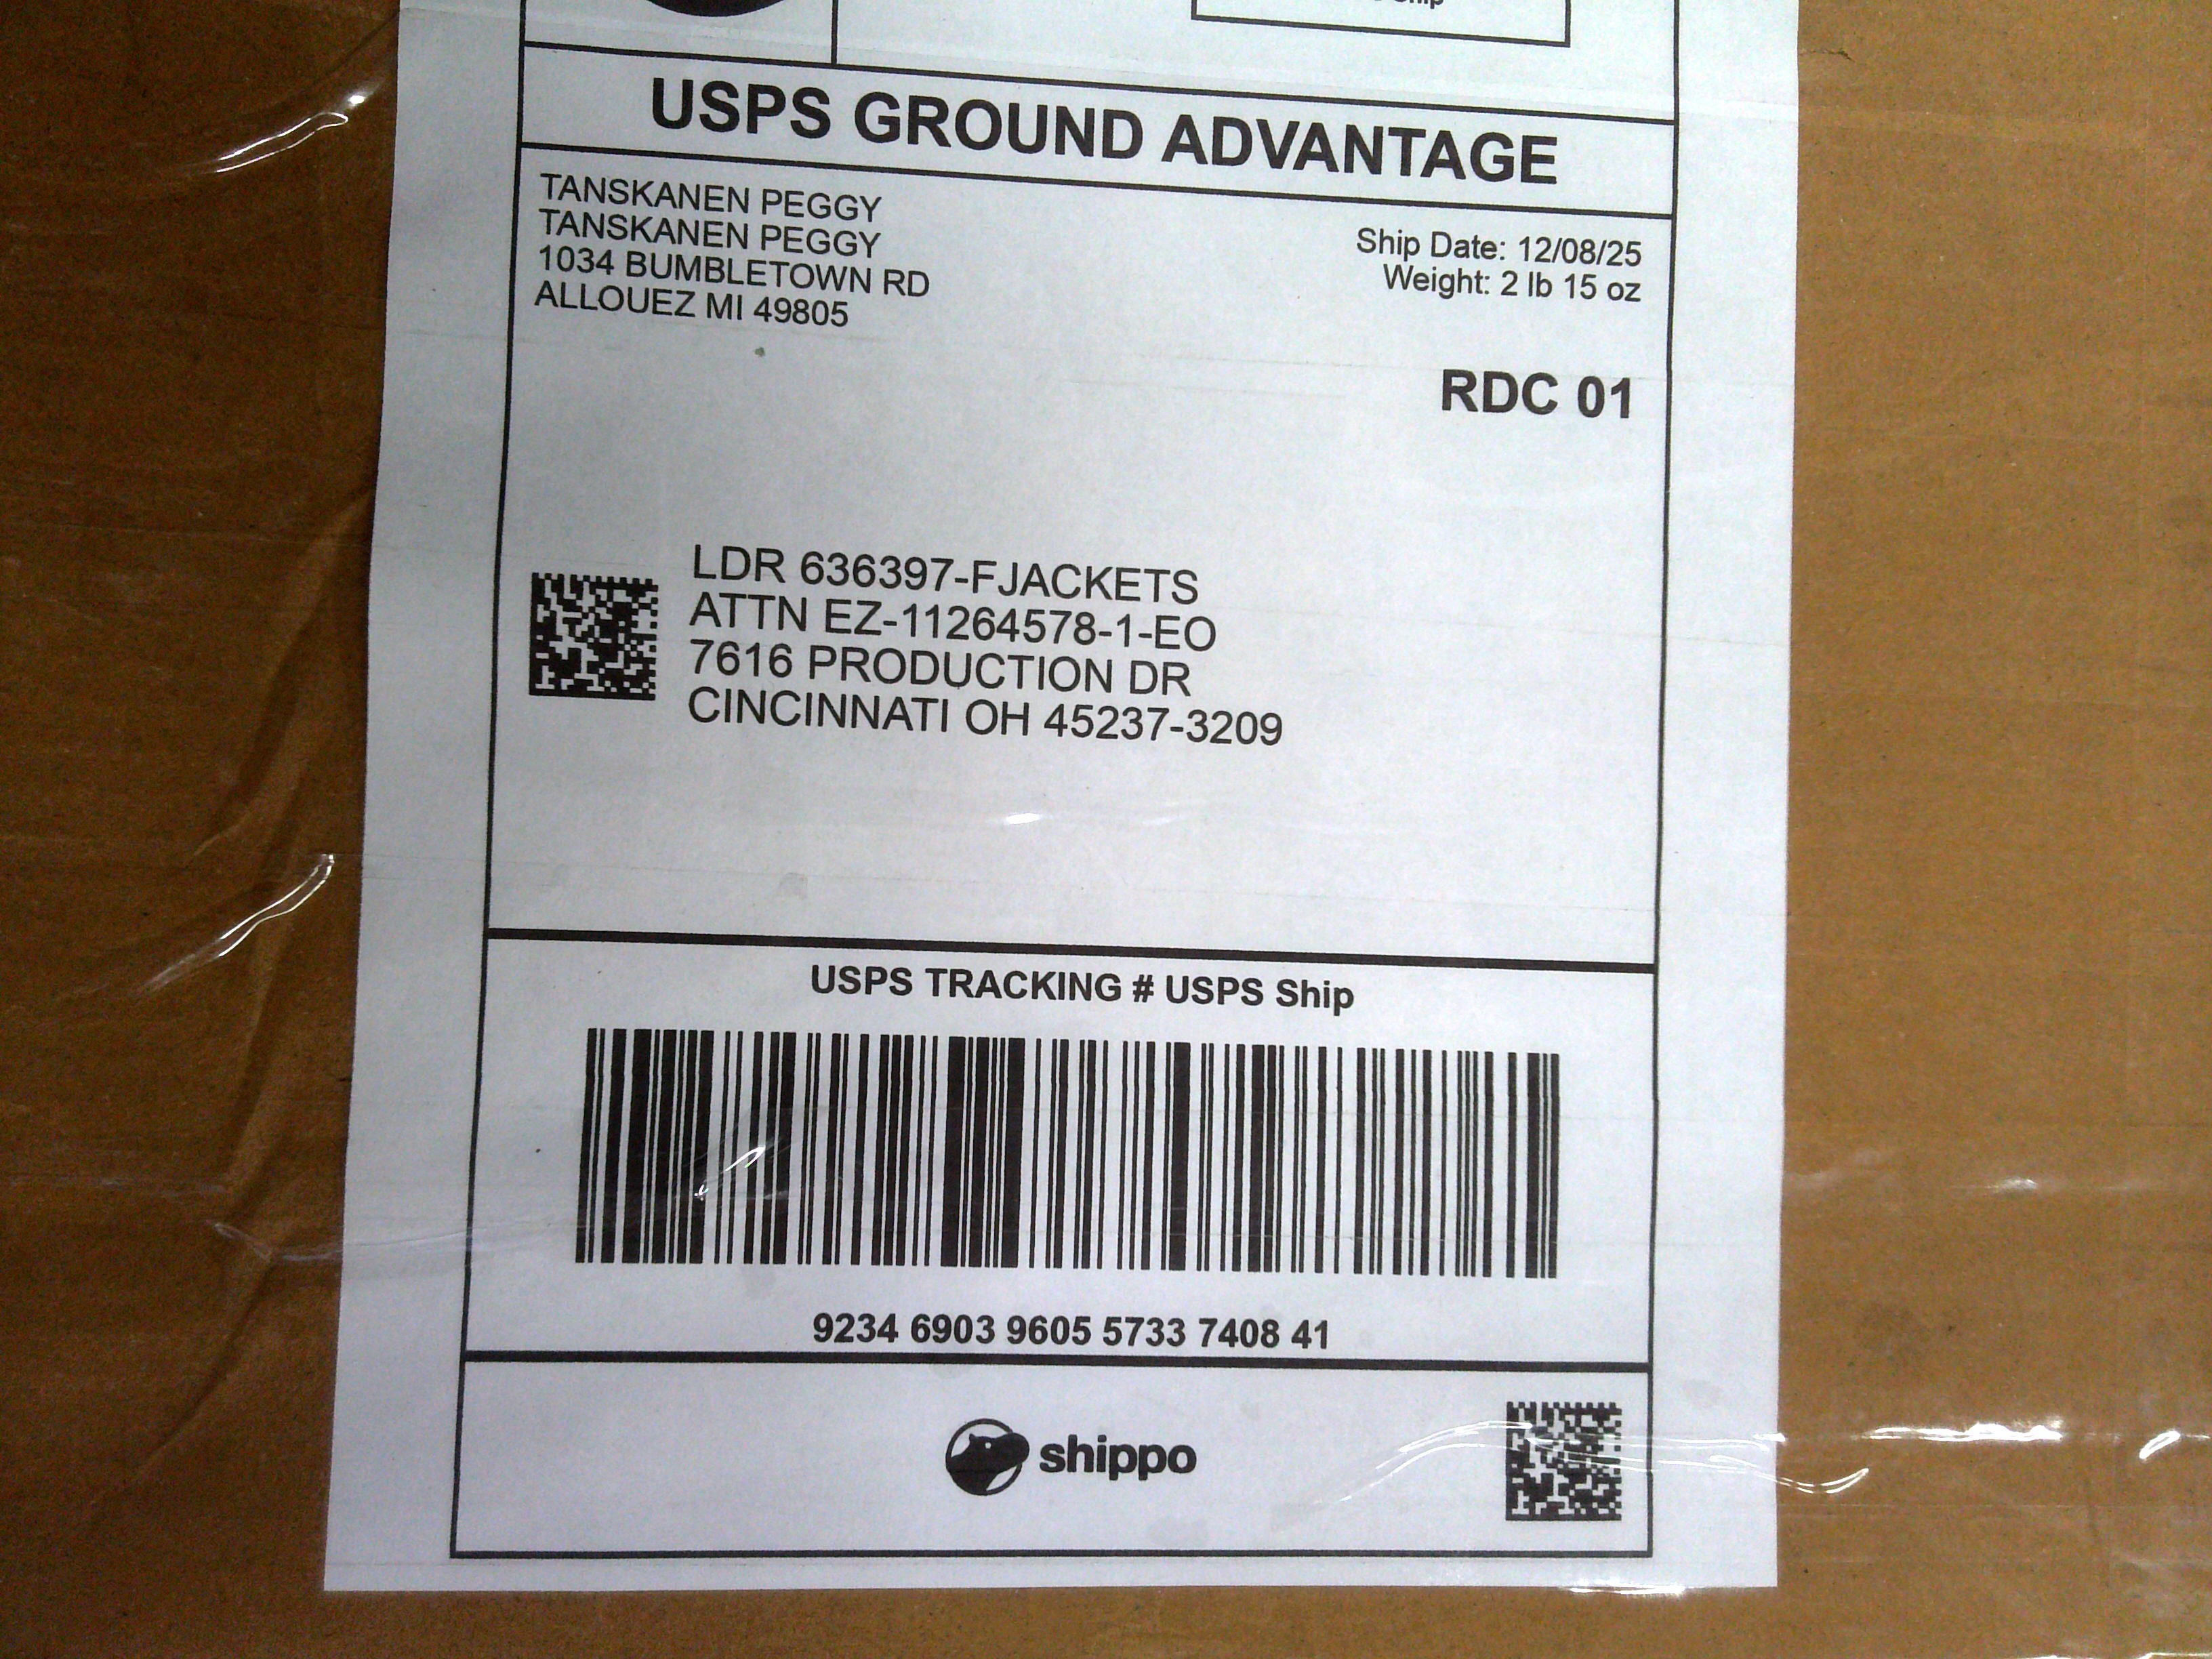 Ship
USPS GROUND ADVANTAGE
TANSKANEN PEGGY
TANSKANEN PEGGY
1034 BUMBLETOWN RD
ALLOUEZ MI 49805
Ship Date: 12/08/25
Weight: 2 lb 15 oz
RDC 01
LDR 636397-FJACKETS
ATTN EZ-11264578-1-EO
7616 PRODUCTION DR
CINCINNATI OH 45237-3209
USPS TRACKING # USPS Ship
9234 6903 9605 5733 7408 41
shippo